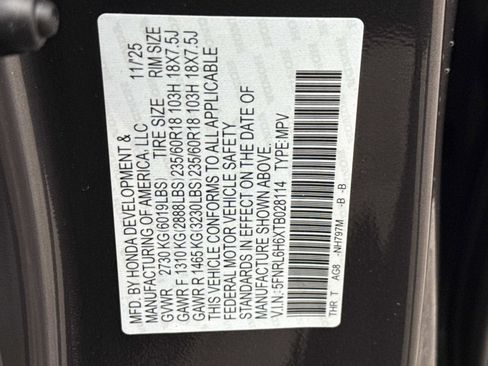 MFD. BY HONDA DEVELOPMENT & 11/25
MANUFACTURING OF AMERICA, LLC
TIRE SIZE RIM SIZE
GVWR 2730 KG(6019LBS)
GAWR F 1310 KG(2888LBS) 235/60R18 103H 18X7.5J
GAWR R 1465 KG(3230LBS) 235/60R18 103H 18X7.5J
THIS VEHICLE CONFORMS TO ALL APPLICABLE
FEDERAL MOTOR VEHICLE SAFETY
STANDARDS IN EFFECT ON THE DATE OF
MANUFACTURE SHOWN ABOVE.
V.I.N.: 5FNRL6H6XTB028114 TYPE:MPV
THR T AG8 -NH797M -B -B